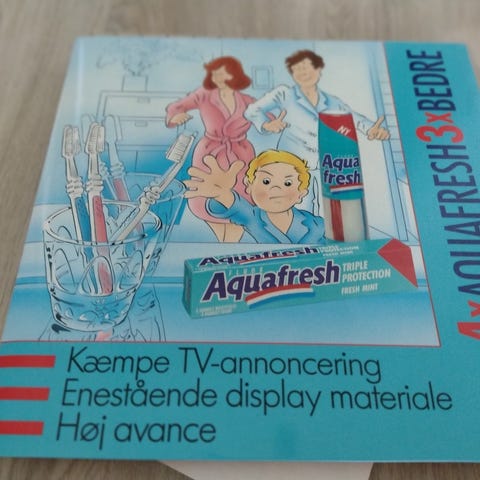 4x AQUAFRESH 3x BEDRE
NY
Aqua
fresh
Aquafresh
FLUOR
Aquafresh
TRIPLE
PROTECTION
FRESH MINT
Kæmpe TV-annoncering
Enestående display materiale
Høj avance